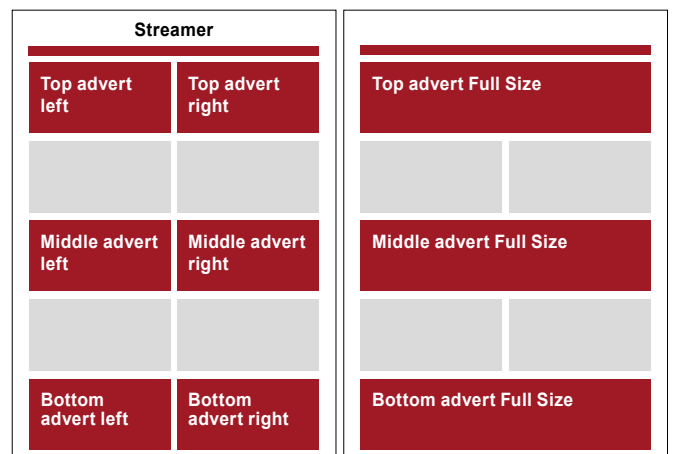 Streamer
Top advert
left
Top advert
right
Middle advert
left
Middle advert
right
Bottom
advert left
Bottom
advert right
Top advert Full Size
Middle advert Full Size
Bottom advert Full Size